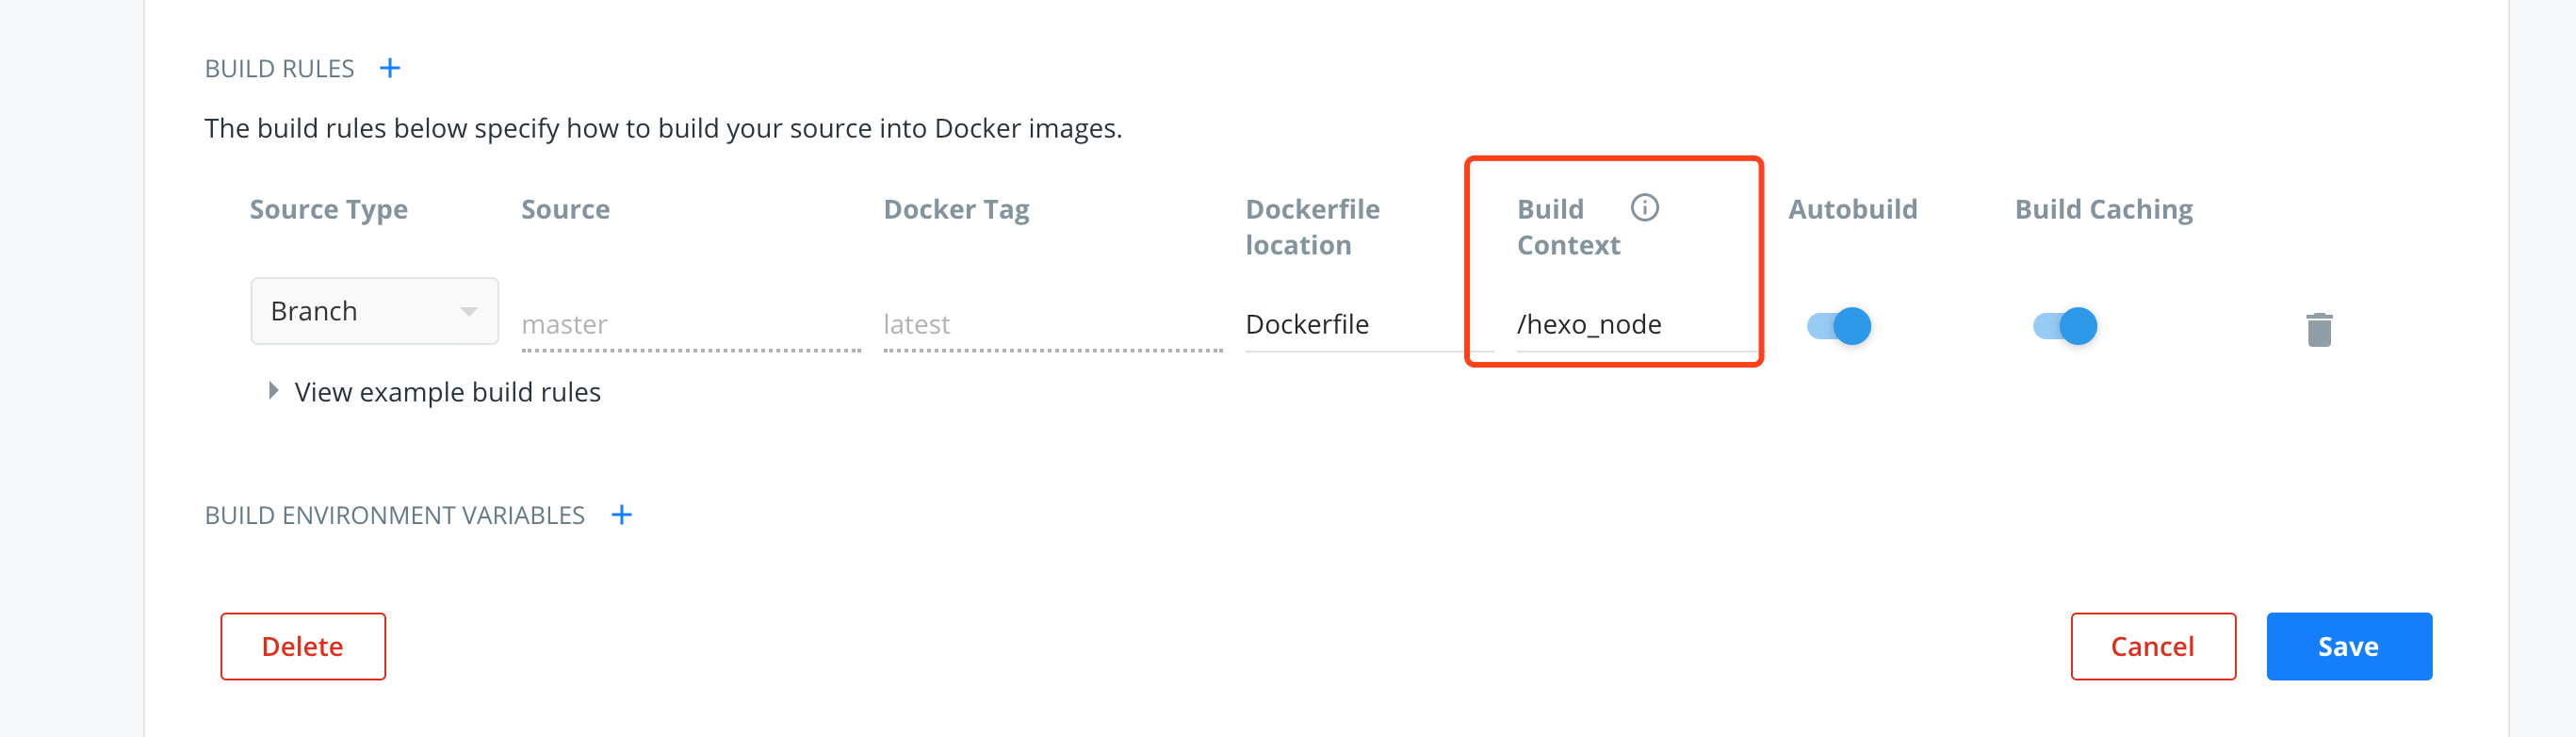 BUILD RULES +
The build rules below specify how to build your source into Docker images.
Source Type Source Docker Tag Dockerfile location Build Context Autobuild Build Caching
Branch master latest Dockerfile /hexo_node
View example build rules
BUILD ENVIRONMENT VARIABLES +
Delete Cancel Save